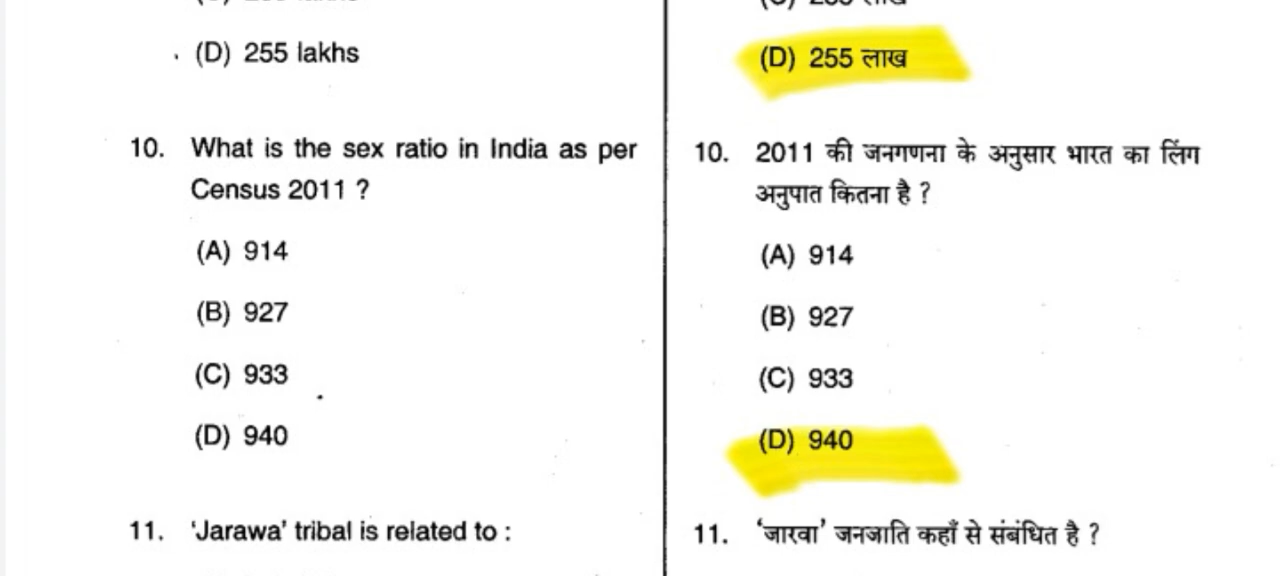 (D) 255 lakhs
10. What is the sex ratio in India as per
Census 2011 ?
(A) 914
(B) 927
(C) 933
(D) 940
11. ‘Jarawa’ tribal is related to :
(D) 255 लाख
10. 2011 की जनगणना के अनुसार भारत का लिंग
अनुपात कितना है ?
(A) 914
(B) 927
(C) 933
(D) 940
11. ‘जारवा’ जनजाति कहाँ से संबंधित है ?